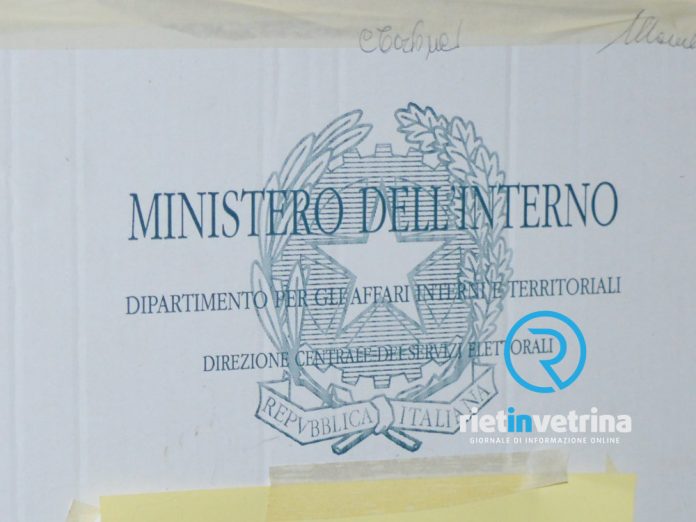 MINISTERO DELL'INTERNO
DIPARTIMENTO PER GLI AFFARI INTERNI E TERRITORIALI
DIREZIONE CENTRALE DEI SERVIZI ELETTORALI
REPVBBLICA ITALIANA
rietinvetrina
GIORNALE DI INFORMAZIONE ONLINE